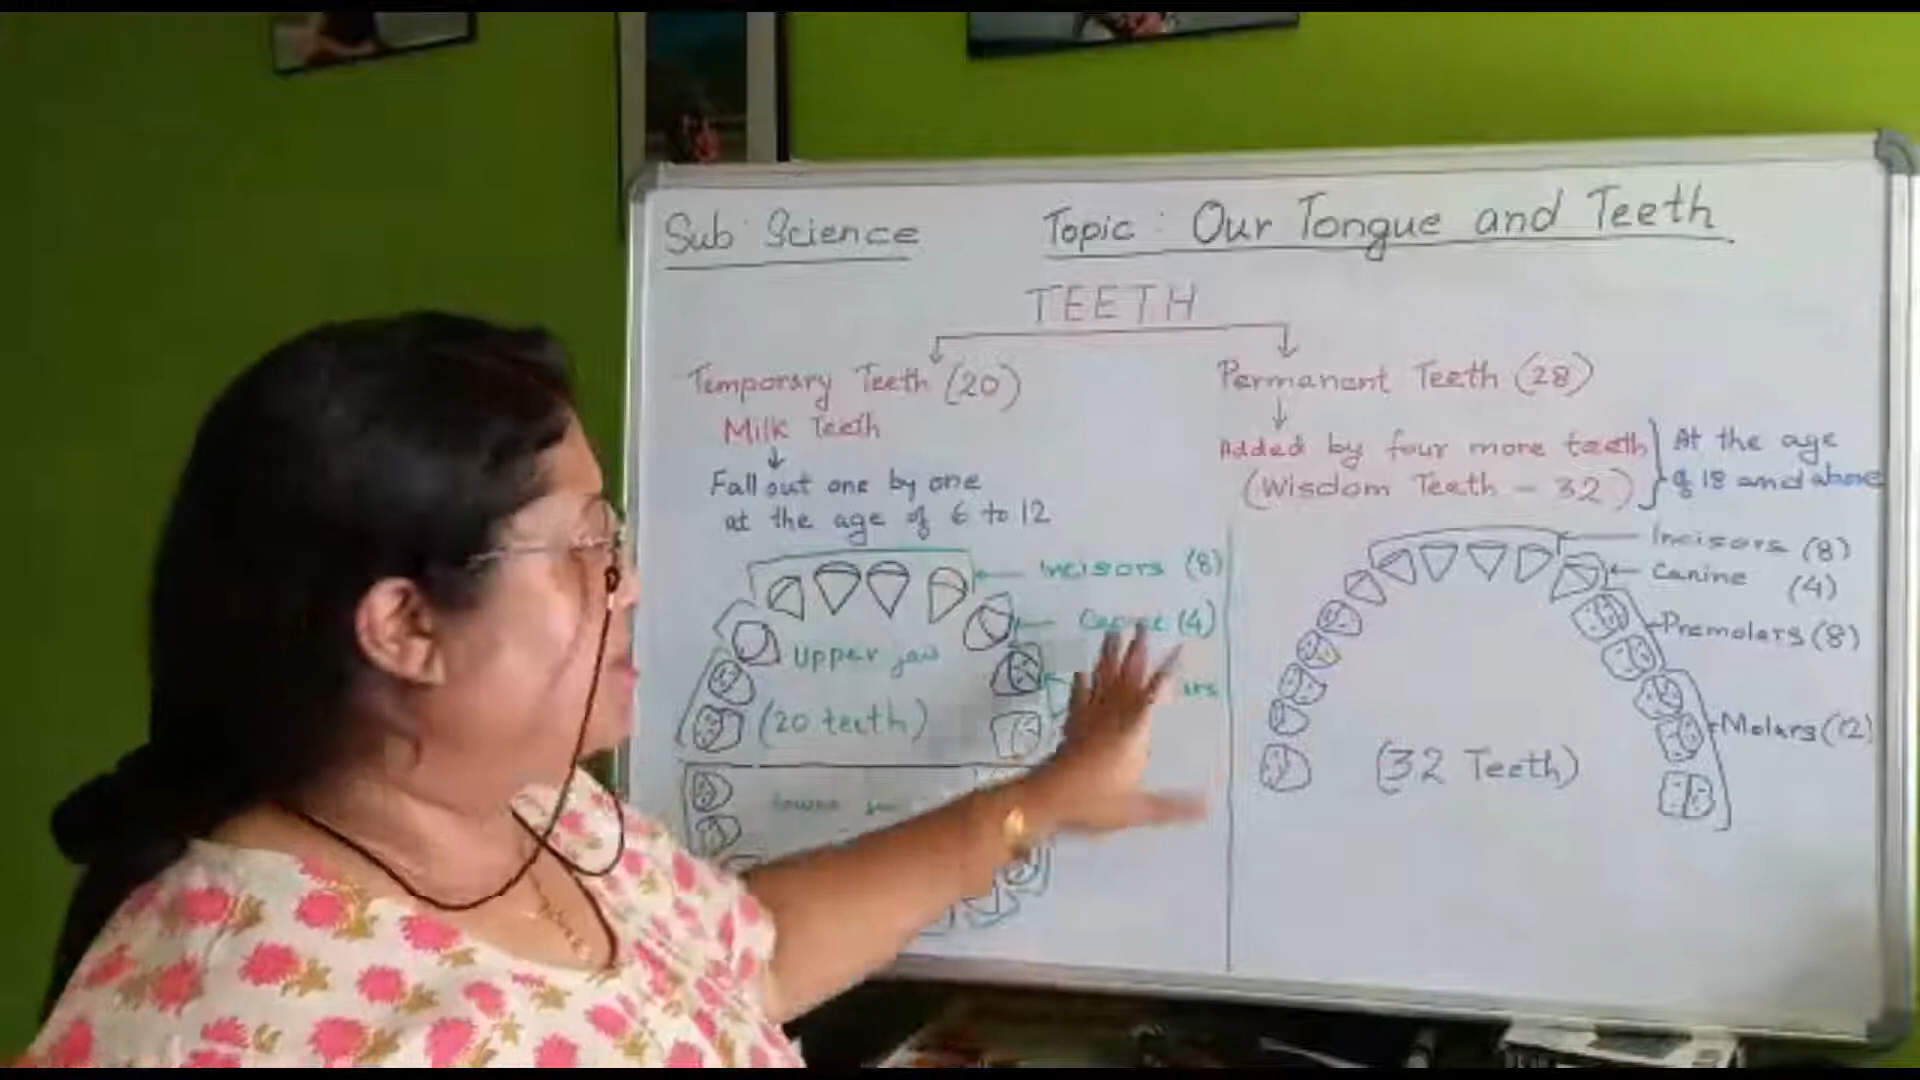 Sub : Science
Topic : Our Tongue and Teeth
TEETH
Temporary Teeth (20)
Milk Teeth
Fall out one by one
at the age of 6 to 12
Incisors (8)
Canine (4)
Upper jaw
(20 teeth)
Permanant Teeth (28)
Added by four more teeth
(Wisdom Teeth - 32)
At the age
of 18 and above
Incisors (8)
Canine (4)
Premolars (8)
Molars (12)
(32 Teeth)